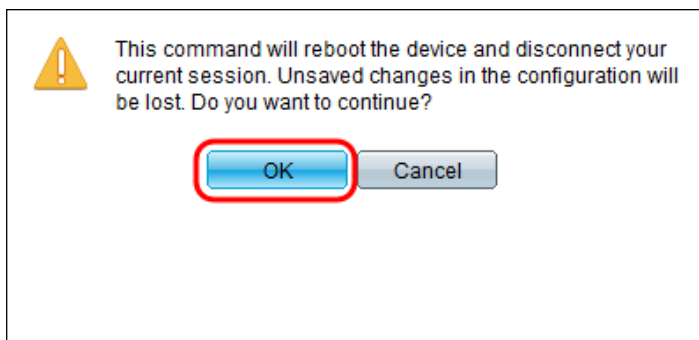 This command will reboot the device and disconnect your
current session. Unsaved changes in the configuration will
be lost. Do you want to continue?
OK
Cancel